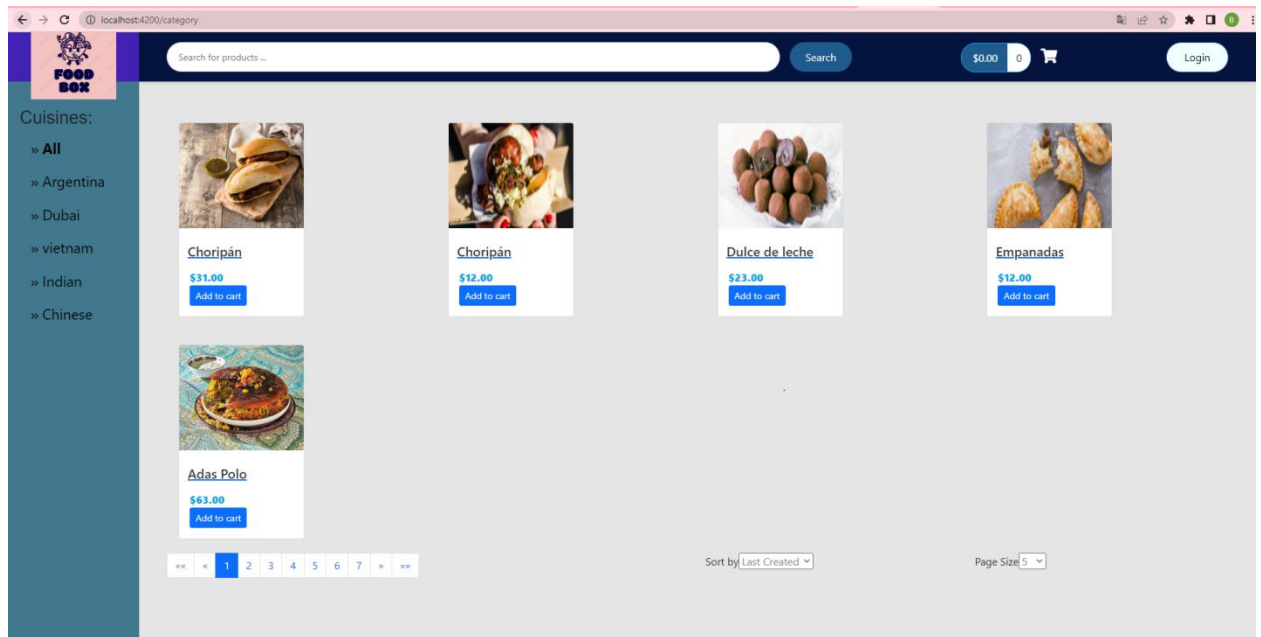 localhost:4200/category
B
FOOD
BOX
Search for products ...
Search
$0.00 0
Login
Cuisines:
» All
» Argentina
» Dubai
» vietnam
» Indian
» Chinese
Choripán
$31.00
Add to cart
Choripán
$12.00
Add to cart
Dulce de leche
$23.00
Add to cart
Empanadas
$12.00
Add to cart
Adas Polo
$63.00
Add to cart
«« « 1 2 3 4 5 6 7 » »»
Sort by Last Created
Page Size 5